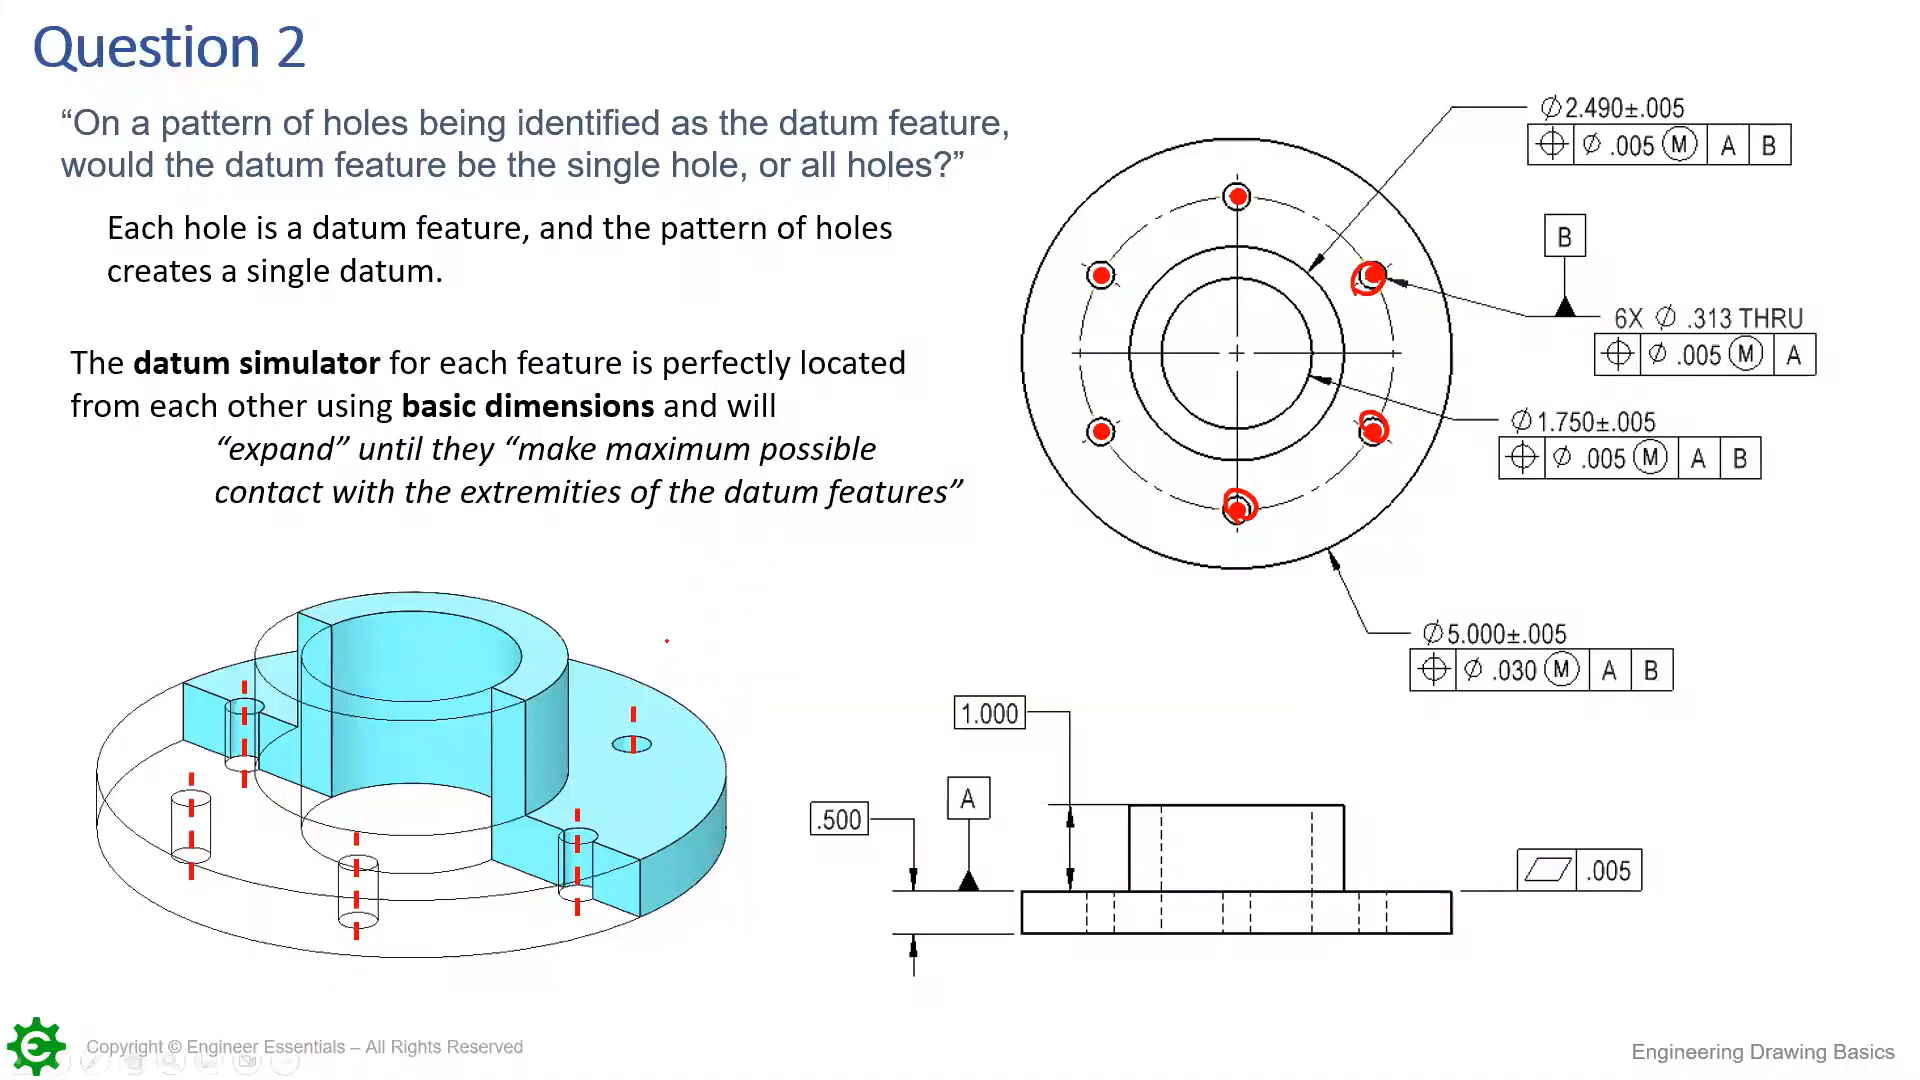 Question 2
“On a pattern of holes being identified as the datum feature,
would the datum feature be the single hole, or all holes?”
Each hole is a datum feature, and the pattern of holes
creates a single datum.
The datum simulator for each feature is perfectly located
from each other using basic dimensions and will
“expand” until they “make maximum possible
contact with the extremities of the datum features”
∅2.490±.005
⌖ ∅ .005 Ⓜ A B
B
6X ∅ .313 THRU
⌖ ∅ .005 Ⓜ A
∅1.750±.005
⌖ ∅ .005 Ⓜ A B
∅5.000±.005
⌖ ∅ .030 Ⓜ A B
1.000
A
.500
⏥ .005
Copyright © Engineer Essentials – All Rights Reserved
Engineering Drawing Basics